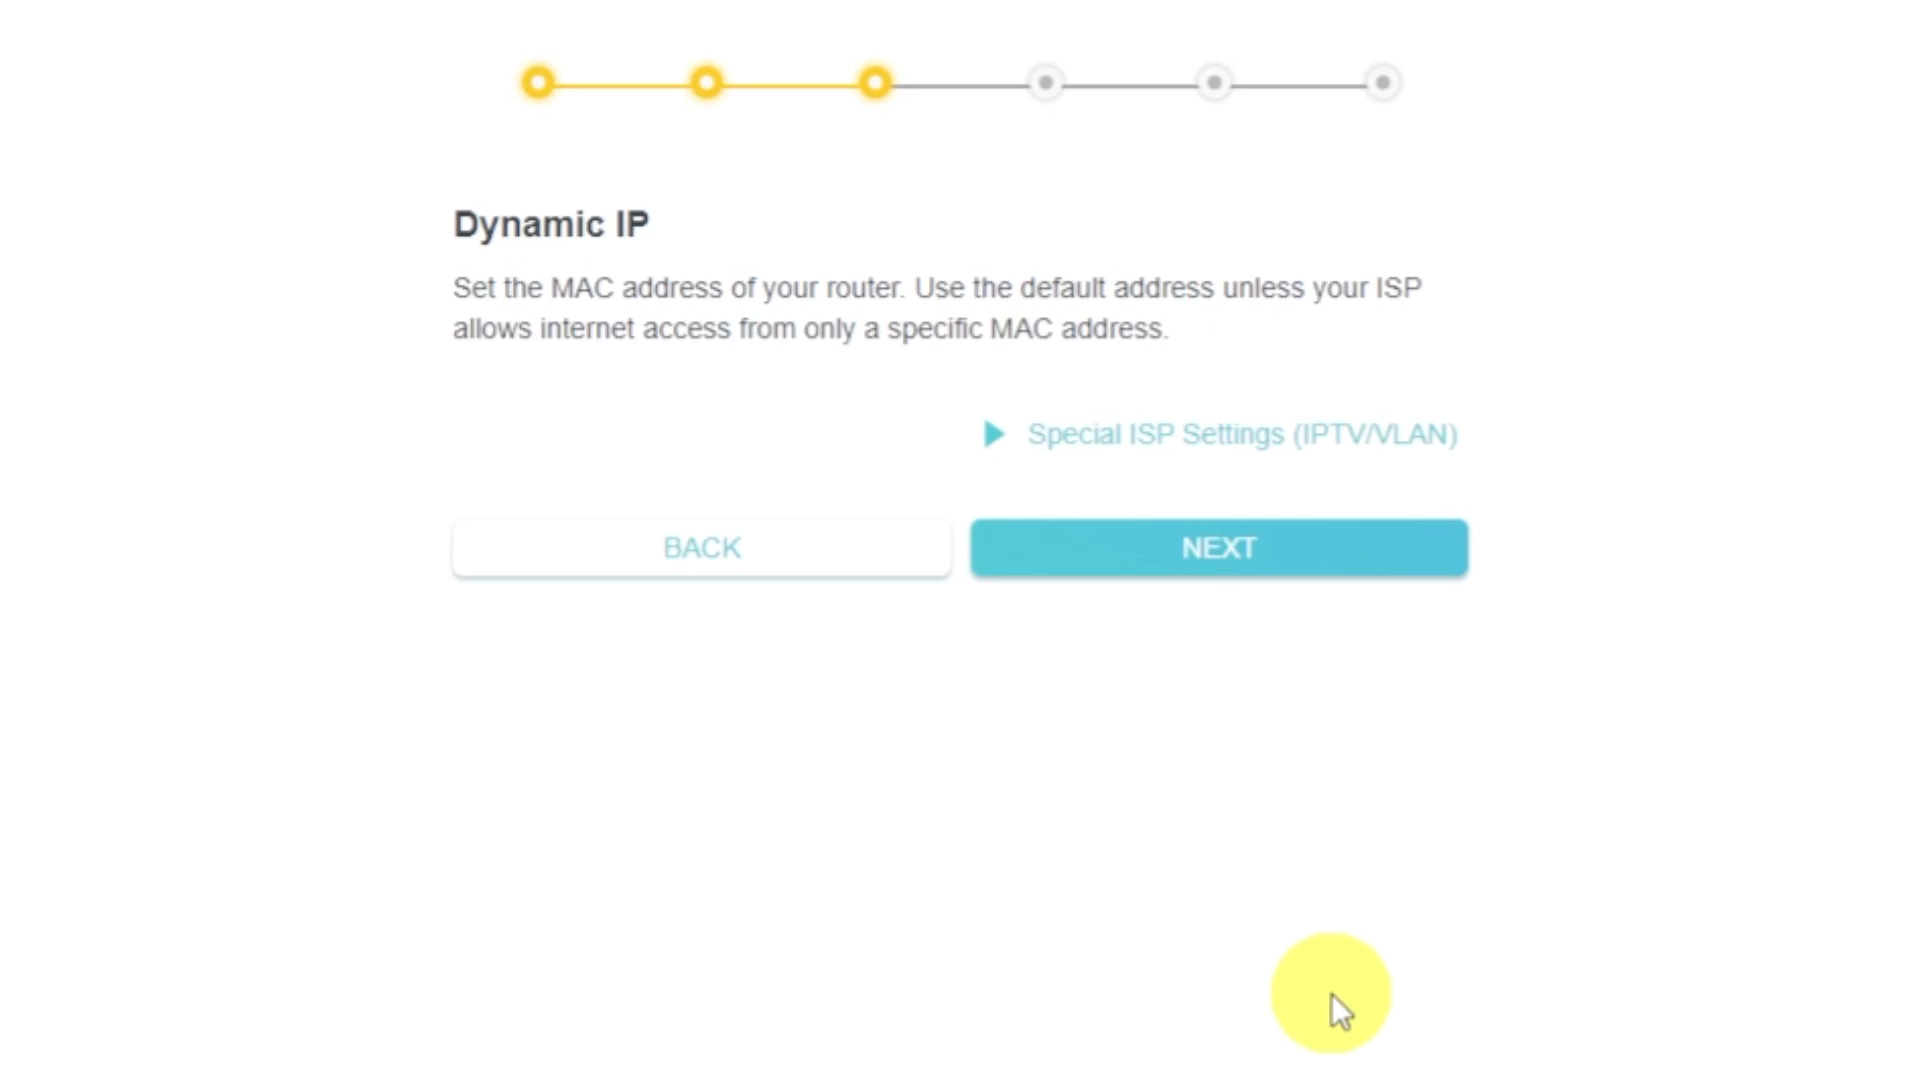 Dynamic IP
Set the MAC address of your router. Use the default address unless your ISP
allows internet access from only a specific MAC address.
Special ISP Settings (IPTV/VLAN)
BACK
NEXT